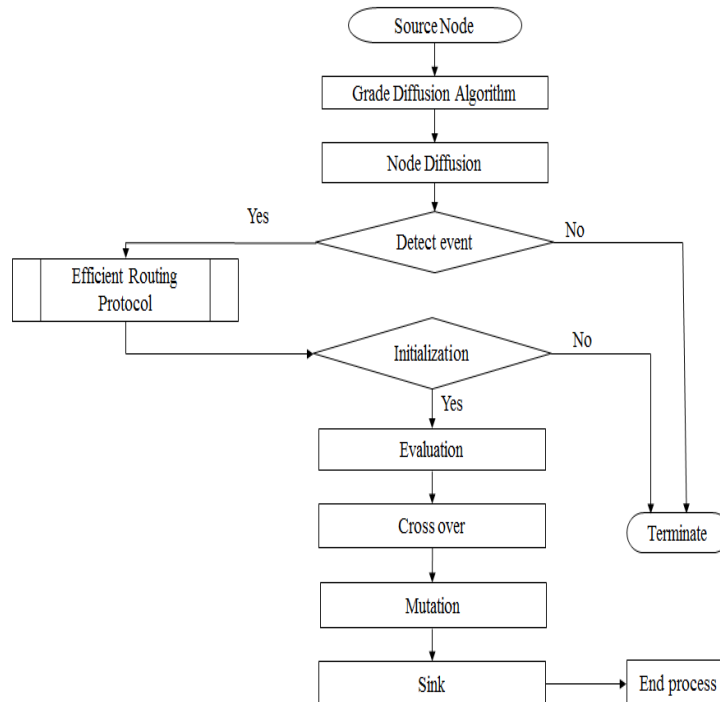 Source Node
Grade Diffusion Algorithm
Node Diffusion
Yes
Detect event
No
Efficient Routing
Protocol
Initialization
No
Yes
Evaluation
Cross over
Terminate
Mutation
Sink
End process